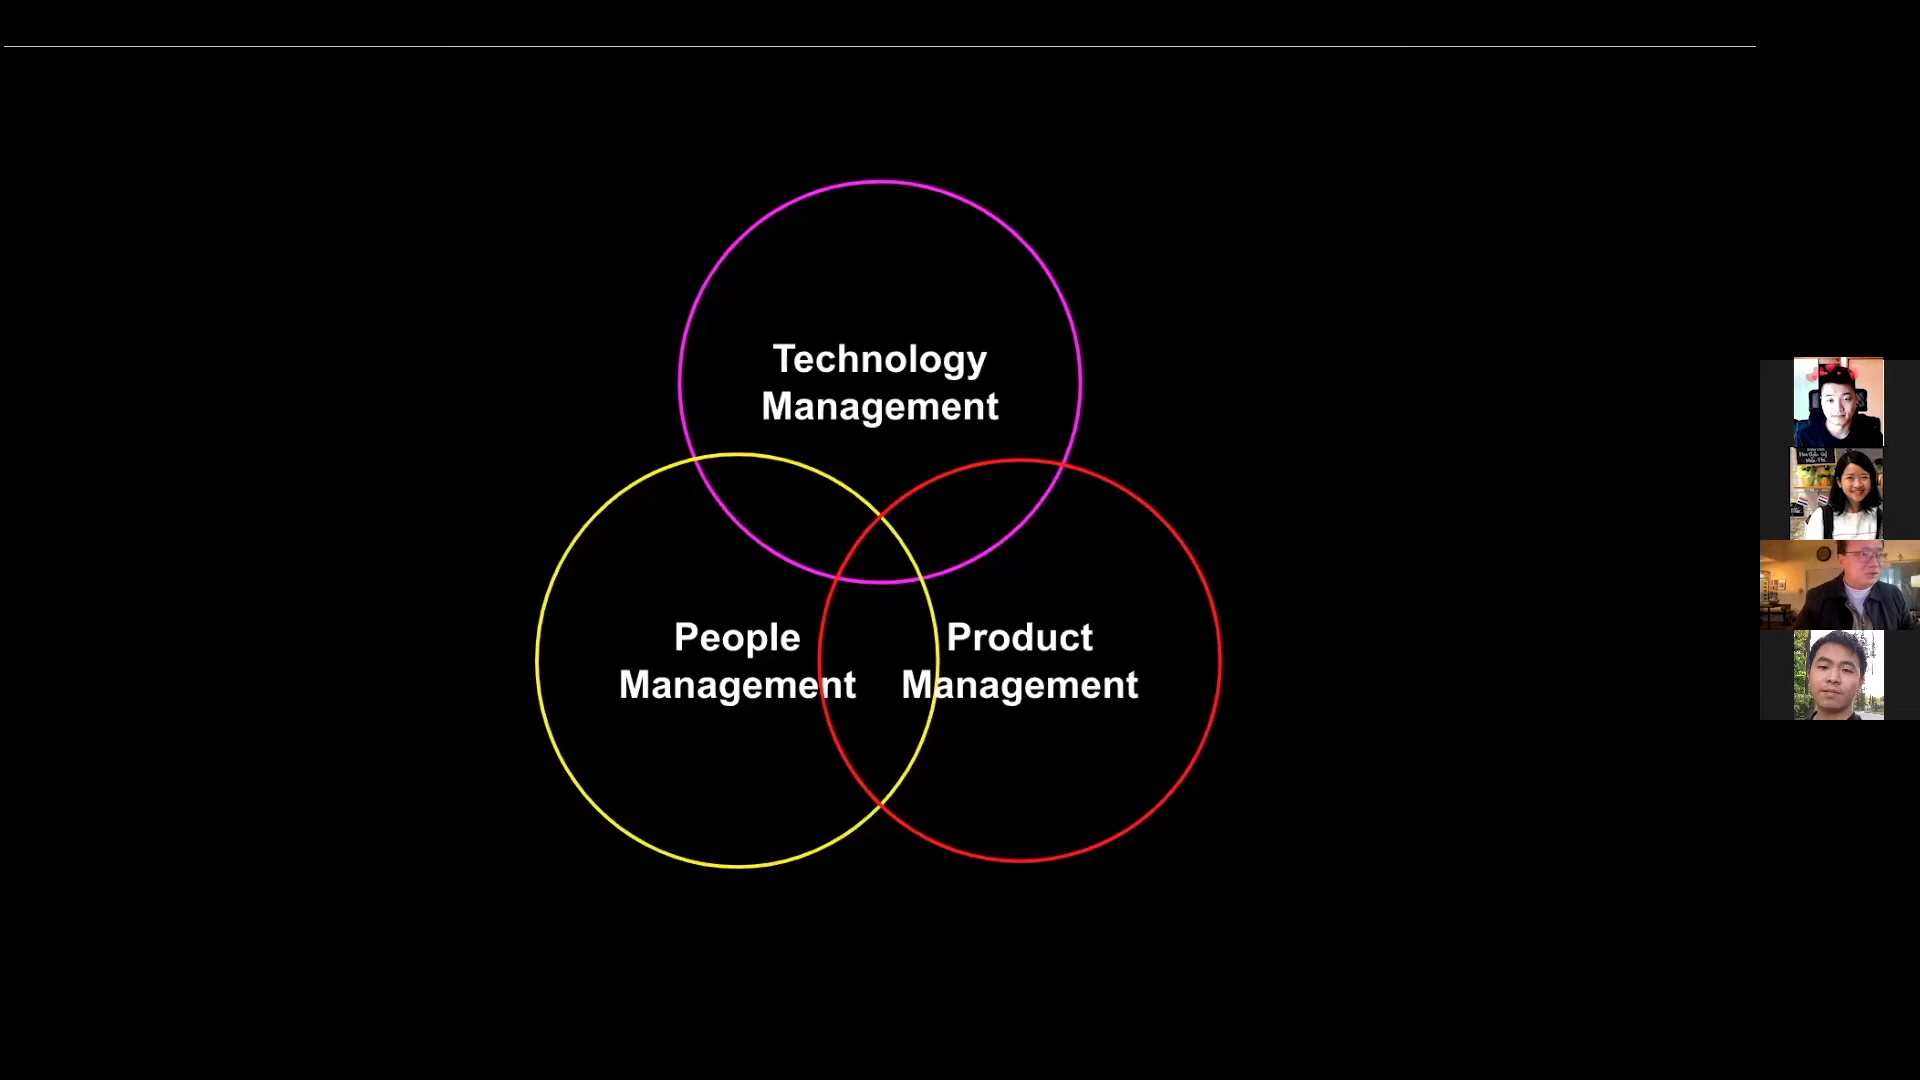 Technology
Management
People
Management
Product
Management